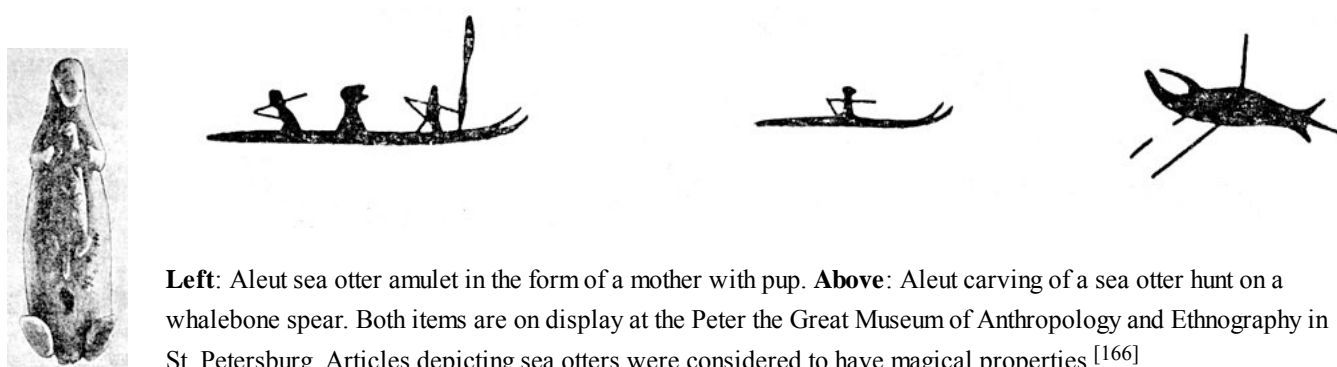 Left: Aleut sea otter amulet in the form of a mother with pup. Above: Aleut carving of a sea otter hunt on a
whalebone spear. Both items are on display at the Peter the Great Museum of Anthropology and Ethnography in
St. Petersburg. Articles depicting sea otters were considered to have magical properties.[166]